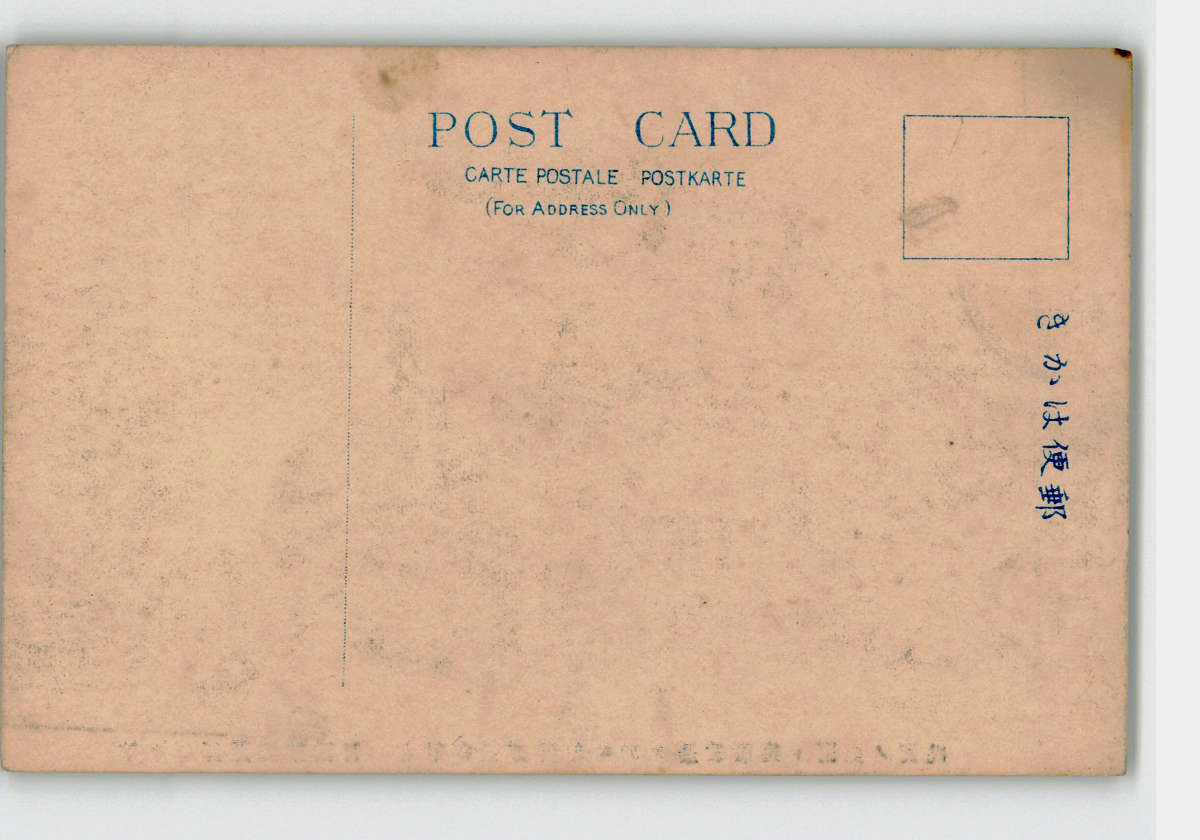 POST CARD
CARTE POSTALE POSTKARTE
(FOR ADDRESS ONLY)
きかは便郵